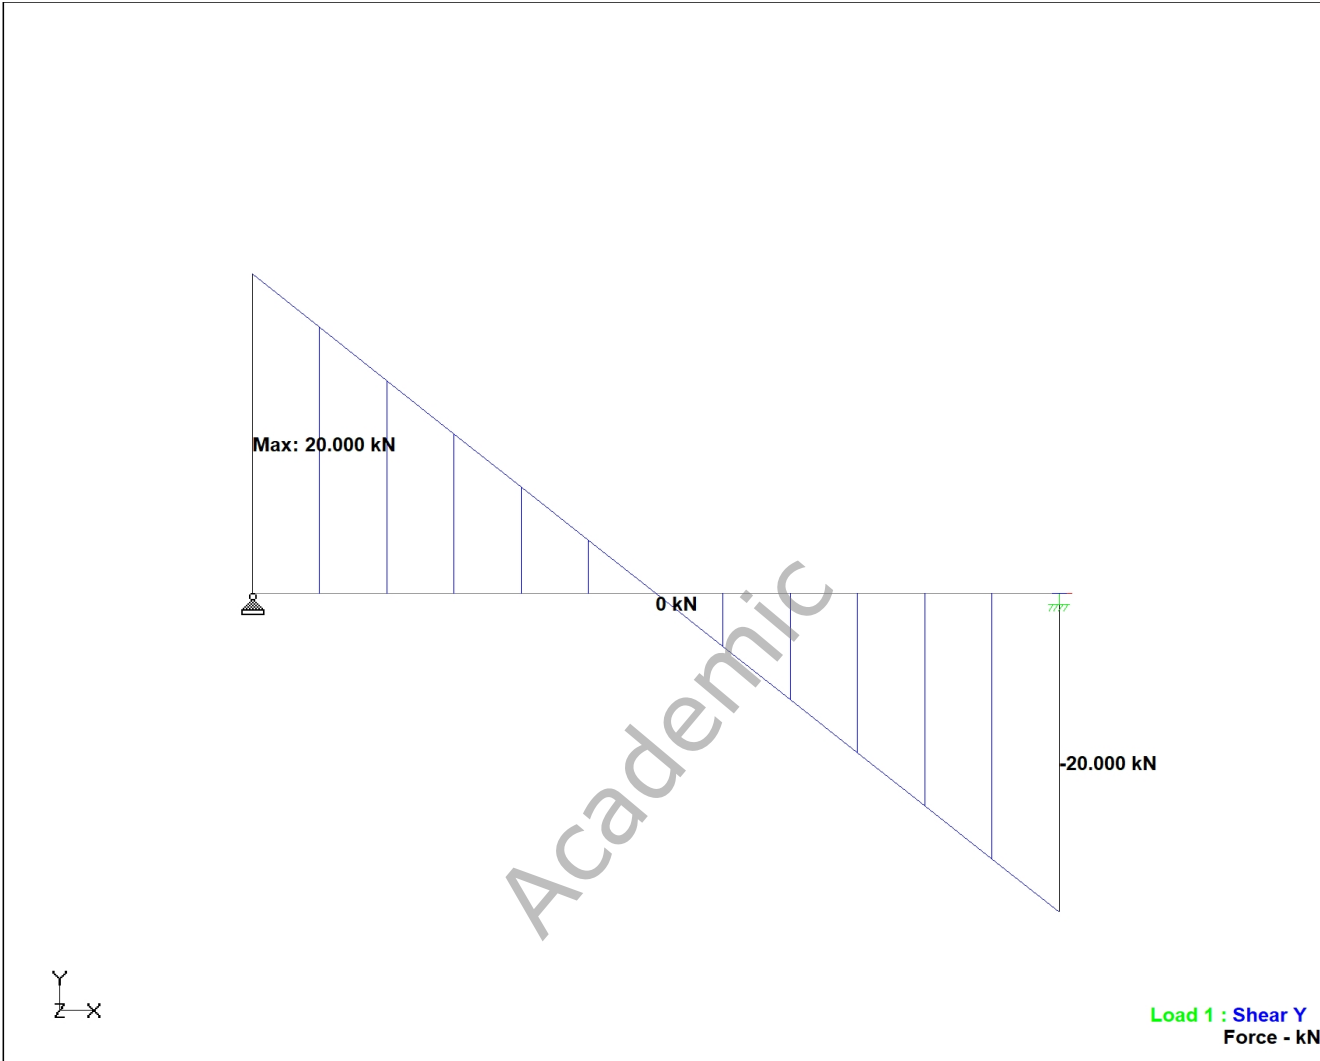 Max: 20.000 kN
0 kN
-20.000 kN
Academic
Y
Z X
Load 1 : Shear Y
Force - kN